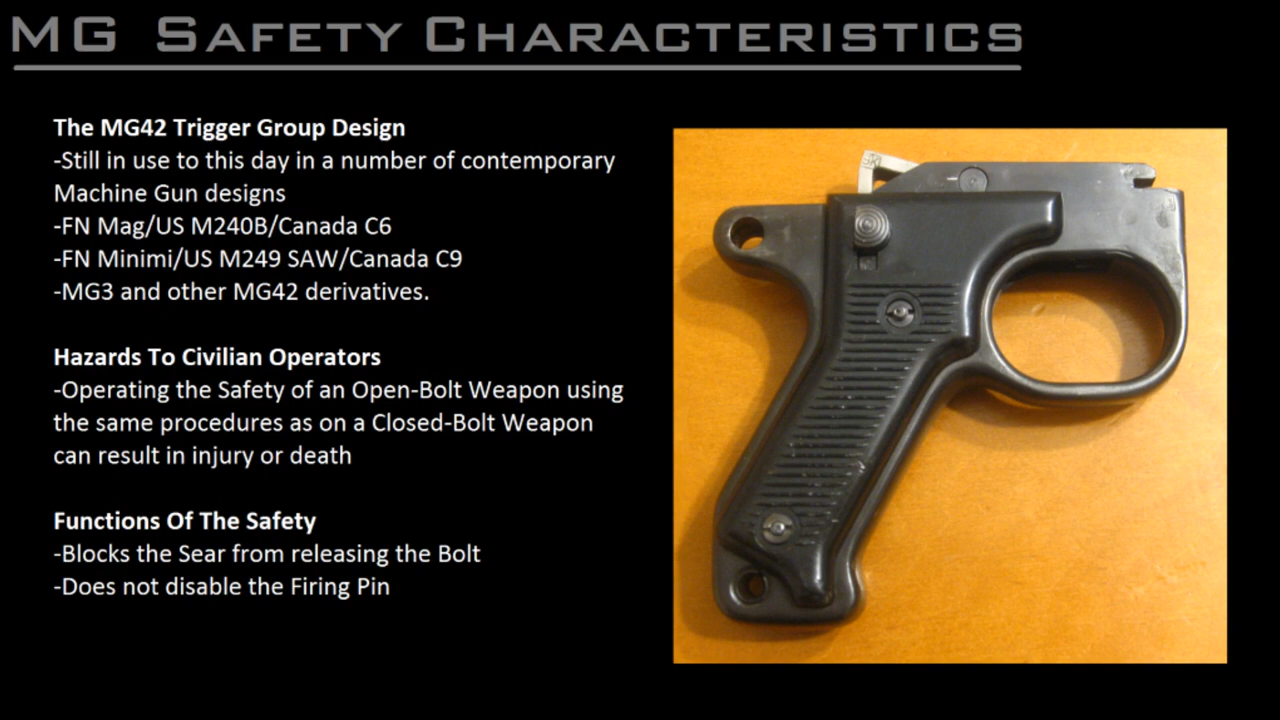 MG SAFETY CHARACTERISTICS
The MG42 Trigger Group Design
-Still in use to this day in a number of contemporary
Machine Gun designs
-FN Mag/US M240B/Canada C6
-FN Minimi/US M249 SAW/Canada C9
-MG3 and other MG42 derivatives.
Hazards To Civilian Operators
-Operating the Safety of an Open-Bolt Weapon using
the same procedures as on a Closed-Bolt Weapon
can result in injury or death
Functions Of The Safety
-Blocks the Sear from releasing the Bolt
-Does not disable the Firing Pin